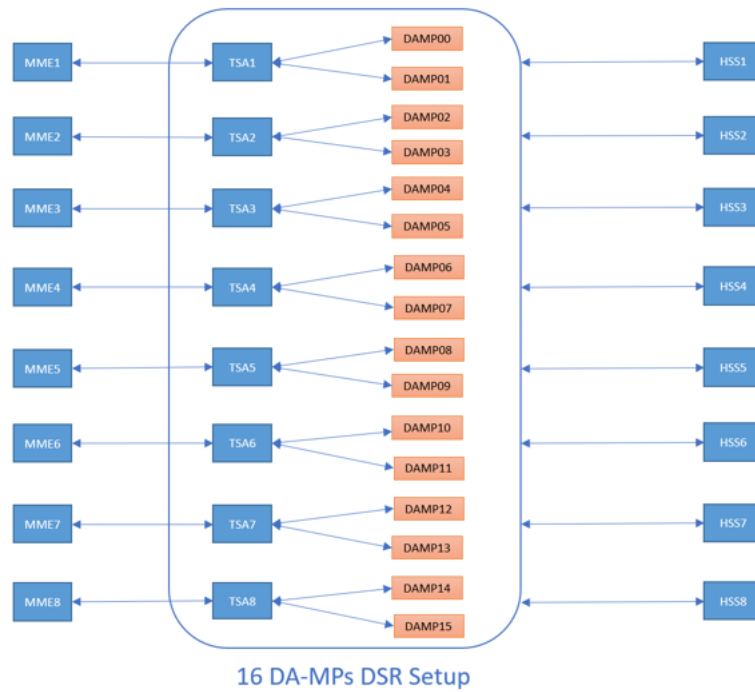 DAMP00
MME1 TSA1 HSS1
DAMP01
DAMP02
MME2 TSA2 HSS2
DAMP03
DAMP04
MME3 TSA3 HSS3
DAMP05
DAMP06
MME4 TSA4 HSS4
DAMP07
DAMP08
MME5 TSA5 HSS5
DAMP09
DAMP10
MME6 TSA6 HSS6
DAMP11
DAMP12
MME7 TSA7 HSS7
DAMP13
DAMP14
MME8 TSA8 HSS8
DAMP15
16 DA-MPs DSR Setup